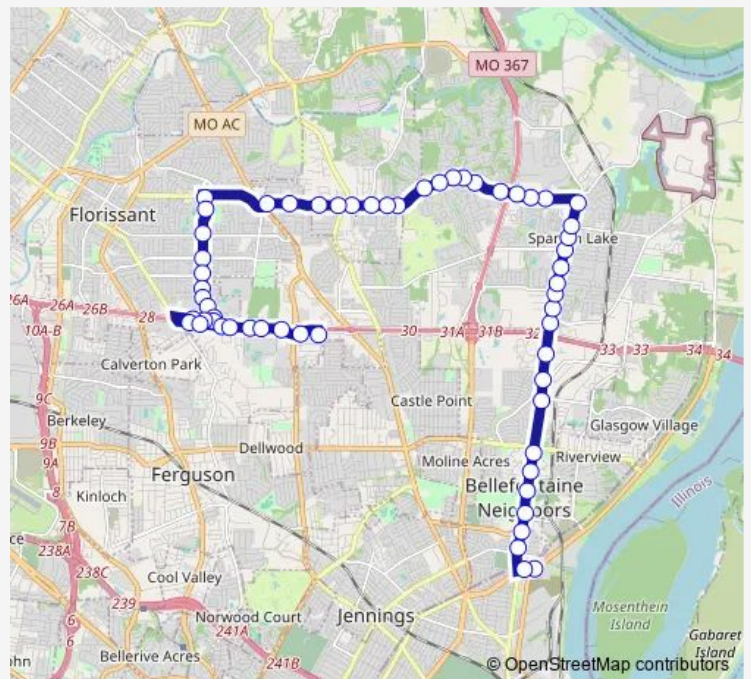 MO 367
MO AC
Florissant
Spanish Lake
26A
26A 26B
28
10A-B
30
31A
31B
32
33
33
34
34
Calverton Park
9C
Castle Point
Berkeley
Glasgow Village
9B
Dellwood
9A
Moline Acres
Riverview
Ferguson
Bellefontaine
Neighbors
8
Kinloch
Illinois
7B
238A
238C
Cool Valley
239
Mosenthein
Island
Norwood Court
Jennings
6
6
241A
Gabaret
Island
Bellerive Acres
241B
© OpenStreetMap contributors